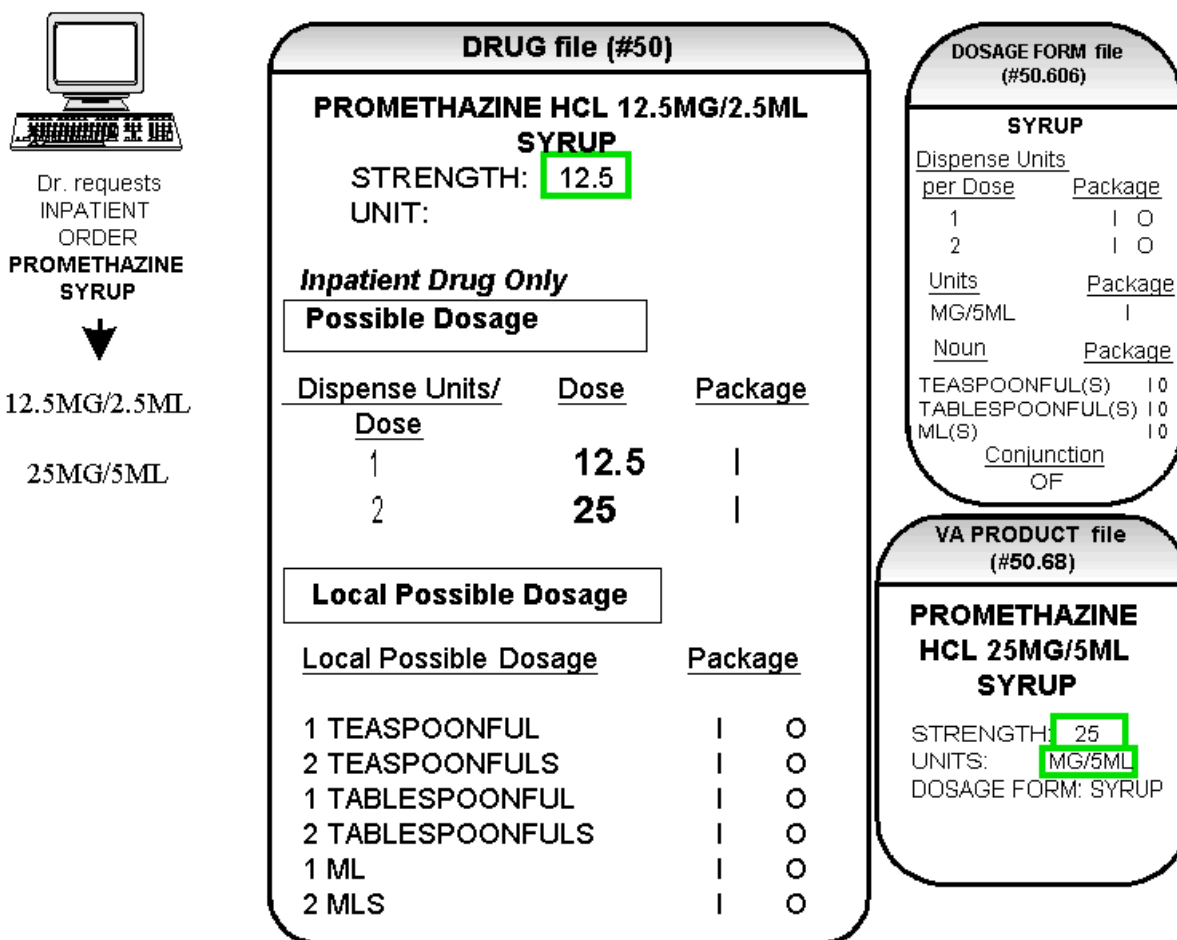 Dr. requests
INPATIENT
ORDER
PROMETHAZINE
SYRUP
12.5MG/2.5ML
25MG/5ML
DRUG file (#50)
PROMETHAZINE HCL 12.5MG/2.5ML
SYRUP
STRENGTH: 12.5
UNIT:
Inpatient Drug Only
Possible Dosage
Dispense Units/ Dose Package
Dose
1 12.5 I
2 25 I
Local Possible Dosage
Local Possible Dosage Package
1 TEASPOONFUL I O
2 TEASPOONFULS I O
1 TABLESPOONFUL I O
2 TABLESPOONFULS I O
1 ML I O
2 MLS I O
DOSAGE FORM file
(#50.606)
SYRUP
Dispense Units
per Dose Package
1 I O
2 I O
Units Package
MG/5ML I
Noun Package
TEASPOONFUL(S) I 0
TABLESPOONFUL(S) I 0
ML(S) I 0
Conjunction
OF
VA PRODUCT file
(#50.68)
PROMETHAZINE
HCL 25MG/5ML
SYRUP
STRENGTH: 25
UNITS: MG/5ML
DOSAGE FORM: SYRUP